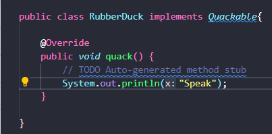 public class RubberDuck implements Quackable{
@Override
public void quack() {
// TODO Auto-generated method stub
System.out.println(x:"Speak");
}
}